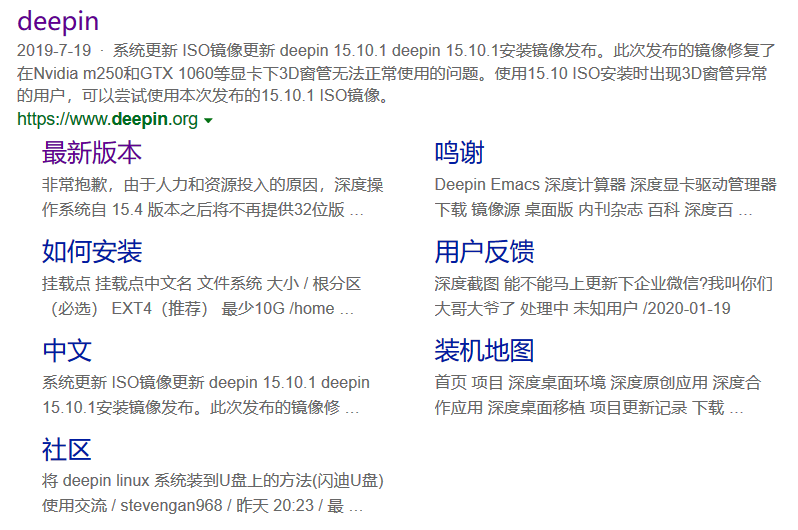 deepin
2019-7-19 · 系统更新 ISO镜像更新 deepin 15.10.1 deepin 15.10.1安装镜像发布。此次发布的镜像修复了
在Nvidia m250和GTX 1060等显卡下3D窗管无法正常使用的问题。使用15.10 ISO安装时出现3D窗管异常
的用户，可以尝试使用本次发布的15.10.1 ISO镜像。
https://www.deepin.org
最新版本
非常抱歉，由于人力和资源投入的原因，深度操
作系统自 15.4 版本之后将不再提供32位版 ...
鸣谢
Deepin Emacs 深度计算器 深度显卡驱动管理器
下载 镜像源 桌面版 内刊杂志 百科 深度百 ...
如何安装
挂载点 挂载点中文名 文件系统 大小 / 根分区
（必选） EXT4（推荐） 最少10G /home ...
用户反馈
深度截图 能不能马上更新下企业微信?我叫你们
大哥大爷了 处理中 未知用户 /2020-01-19
中文
系统更新 ISO镜像更新 deepin 15.10.1 deepin
15.10.1安装镜像发布。此次发布的镜像修 ...
装机地图
首页 项目 深度桌面环境 深度原创应用 深度合
作应用 深度桌面移植 项目更新记录 下载 ...
社区
将 deepin linux 系统装到U盘上的方法(闪迪U盘)
使用交流 / stevengan968 / 昨天 20:23 / 最 ...